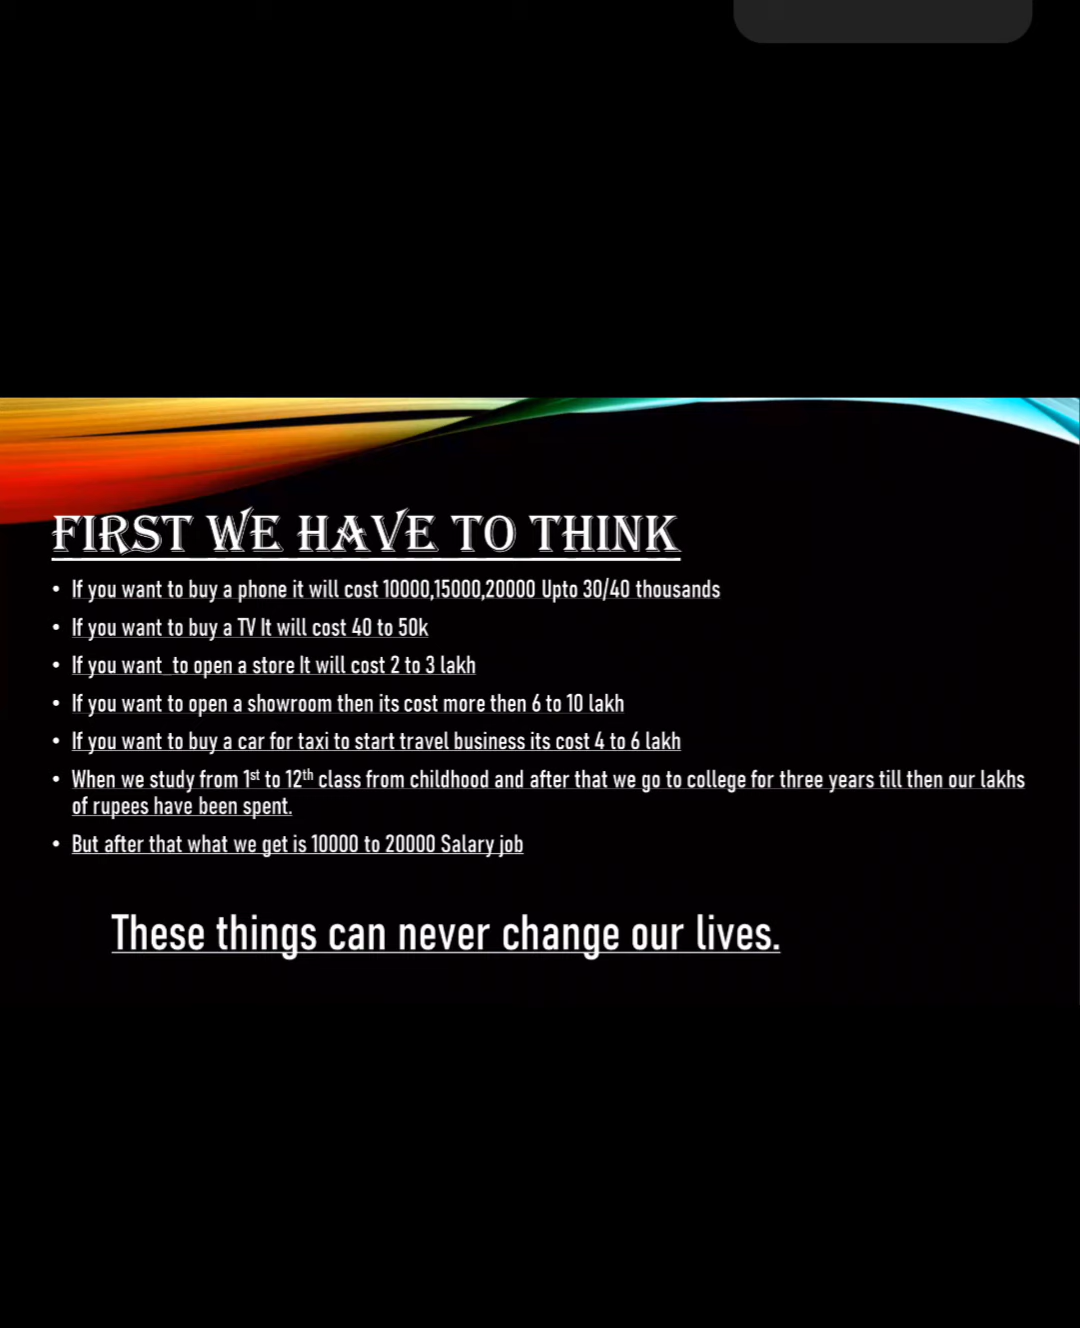 FIRST WE HAVE TO THINK
• If you want to buy a phone it will cost 10000,15000,20000 Upto 30/40 thousands
• If you want to buy a TV It will cost 40 to 50k
• If you want  to open a store It will cost 2 to 3 lakh
• If you want to open a showroom then its cost more then 6 to 10 lakh
• If you want to buy a car for taxi to start travel business its cost 4 to 6 lakh
• When we study from 1st to 12th class from childhood and after that we go to college for three years till then our lakhs
of rupees have been spent.
• But after that what we get is 10000 to 20000 Salary job
These things can never change our lives.